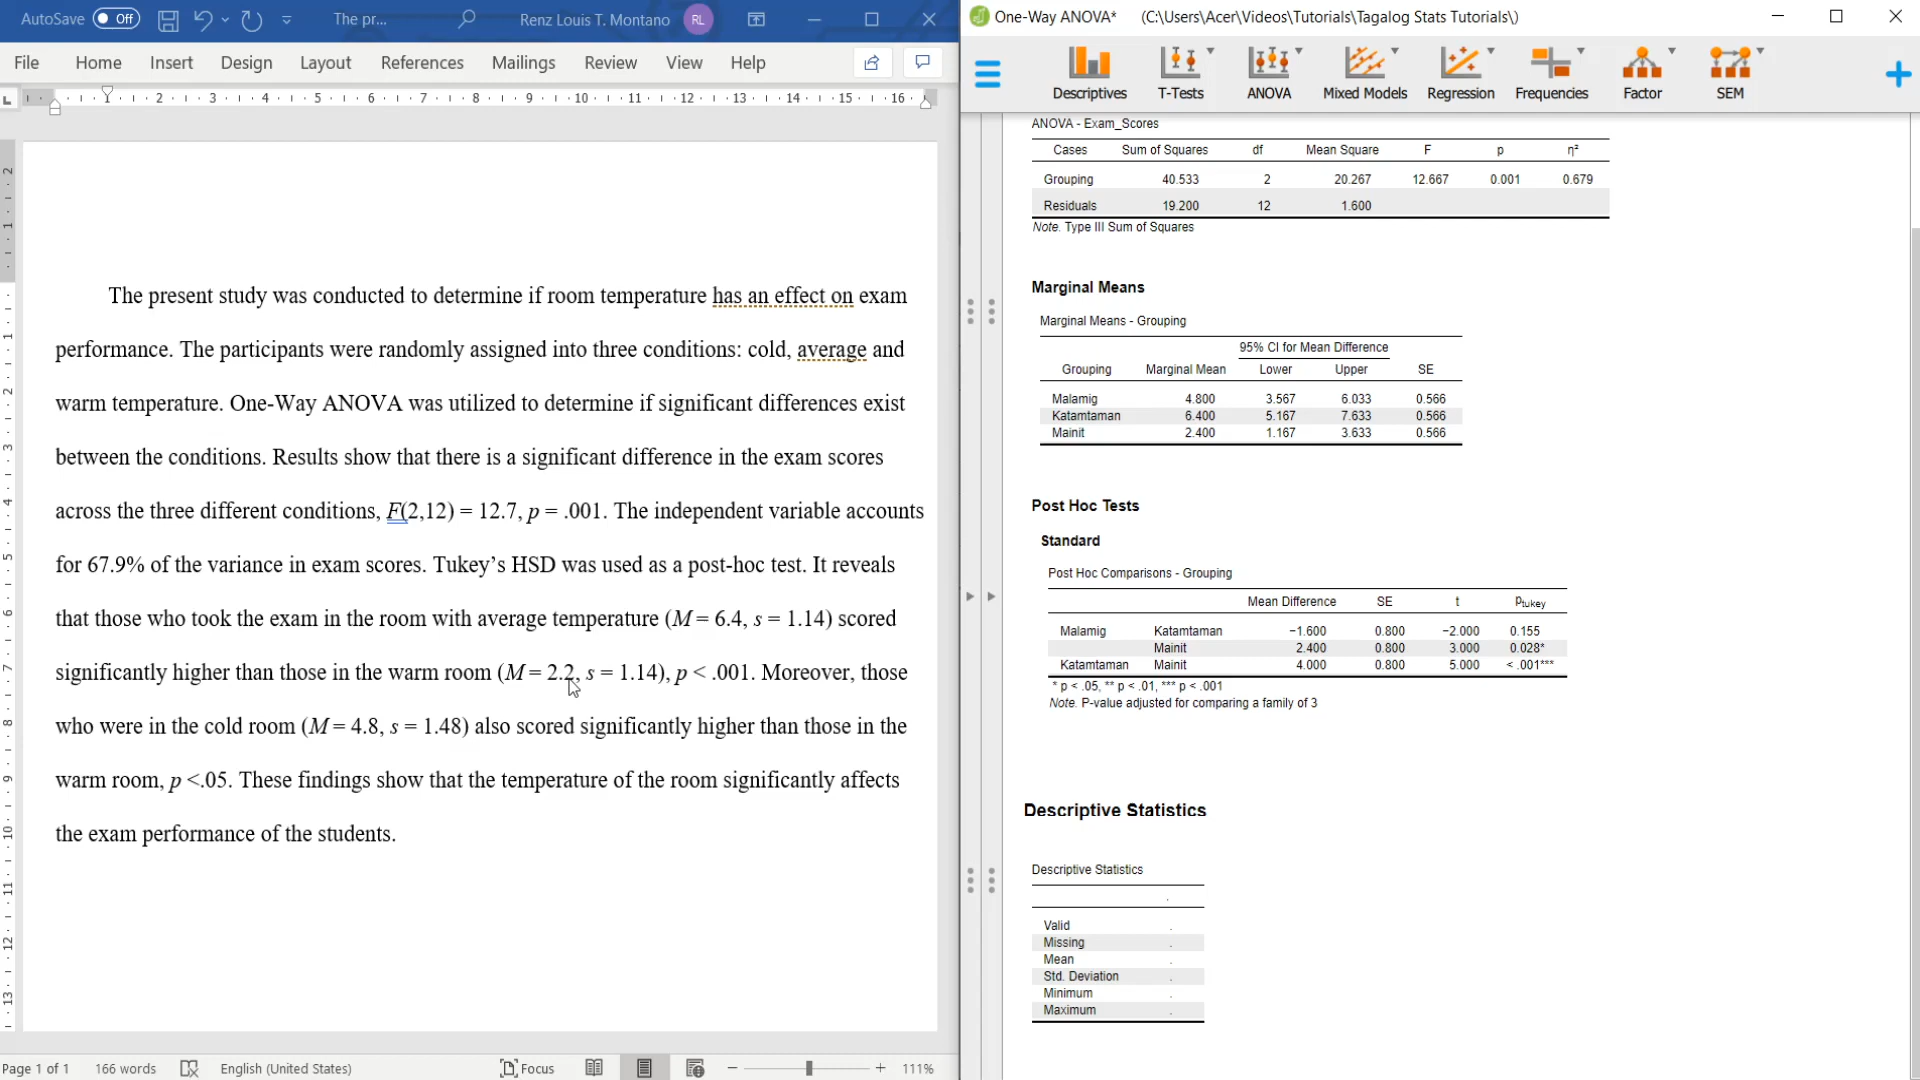 AutoSave Off The pr... Renz Louis T. Montano RL
File Home Insert Design Layout References Mailings Review View Help
2 3 4 5 6 7 8 9 10 11 12 13 14 15 16
The present study was conducted to determine if room temperature has an effect on exam
performance. The participants were randomly assigned into three conditions: cold, average and
warm temperature. One-Way ANOVA was utilized to determine if significant differences exist
between the conditions. Results show that there is a significant difference in the exam scores
across the three different conditions, F(2,12) = 12.7, p = .001. The independent variable accounts
for 67.9% of the variance in exam scores. Tukey’s HSD was used as a post-hoc test. It reveals
that those who took the exam in the room with average temperature (M = 6.4, s = 1.14) scored
significantly higher than those in the warm room (M = 2.2, s = 1.14), p < .001. Moreover, those
who were in the cold room (M = 4.8, s = 1.48) also scored significantly higher than those in the
warm room, p <.05. These findings show that the temperature of the room significantly affects
the exam performance of the students.
Page 1 of 1 166 words English (United States) Focus 111%
One-Way ANOVA* (C:\Users\Acer\Videos\Tutorials\Tagalog Stats Tutorials\)
Descriptives T-Tests ANOVA Mixed Models Regression Frequencies Factor SEM
ANOVA - Exam_Scores
Cases Sum of Squares df Mean Square F p η²
Grouping 40.533 2 20.267 12.667 0.001 0.679
Residuals 19.200 12 1.600
Note. Type III Sum of Squares
Marginal Means
Marginal Means - Grouping
95% CI for Mean Difference
Grouping Marginal Mean Lower Upper SE
Malamig 4.800 3.567 6.033 0.566
Katamtaman 6.400 5.167 7.633 0.566
Mainit 2.400 1.167 3.633 0.566
Post Hoc Tests
Standard
Post Hoc Comparisons - Grouping
Mean Difference SE t Ptukey
Malamig Katamtaman −1.600 0.800 −2.000 0.155
Mainit 2.400 0.800 3.000 0.028*
Katamtaman Mainit 4.000 0.800 5.000 < .001***
* p < .05, ** p < .01, *** p < .001
Note. P-value adjusted for comparing a family of 3
Descriptive Statistics
Descriptive Statistics
.
Valid .
Missing .
Mean .
Std. Deviation .
Minimum .
Maximum .